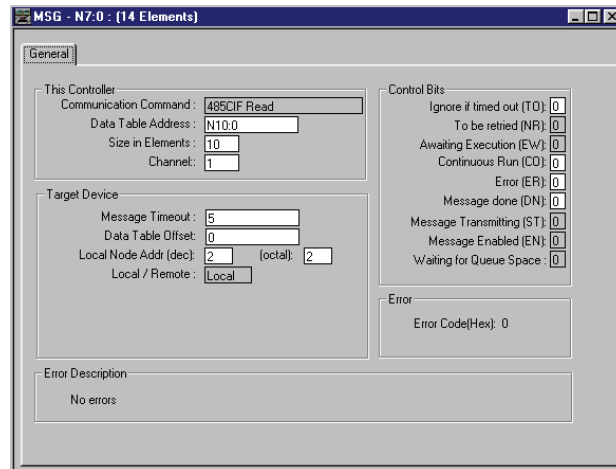 MSG - N7:0 : (14 Elements)
General
This Controller
Communication Command : 485CIF Read
Data Table Address : N10:0
Size in Elements : 10
Channel:: 1
Target Device
Message Timeout : 5
Data Table Offset: 0
Local Node Addr (dec): 2 (octal): 2
Local / Remote : Local
Control Bits
Ignore if timed out (TO): 0
To be retried (NR): 0
Awaiting Execution (EW): 0
Continuous Run (CO): 0
Error (ER): 0
Message done (DN): 0
Message Transmitting (ST): 0
Message Enabled (EN): 0
Waiting for Queue Space : 0
Error
Error Code(Hex): 0
Error Description
No errors